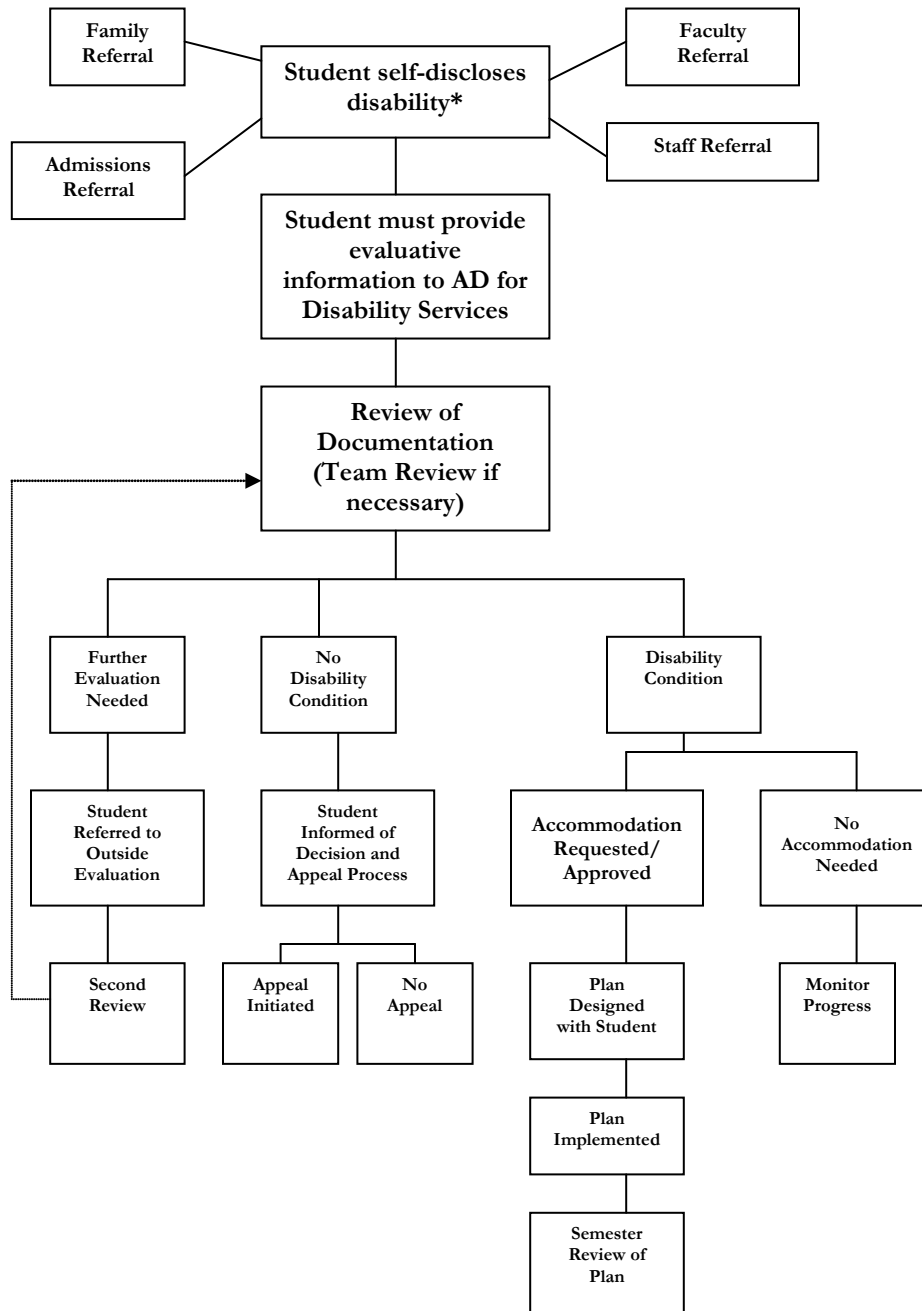 Family
Referral
Faculty
Referral
Student self-discloses
disability*
Admissions
Referral
Staff Referral
Student must provide
evaluative
information to AD for
Disability Services
Review of
Documentation
(Team Review if
necessary)
Further
Evaluation
Needed
No
Disability
Condition
Disability
Condition
Student
Referred to
Outside
Evaluation
Student
Informed of
Decision and
Appeal Process
Accommodation
Requested/
Approved
No
Accommodation
Needed
Second
Review
Appeal
Initiated
No
Appeal
Plan
Designed
with Student
Monitor
Progress
Plan
Implemented
Semester
Review of
Plan